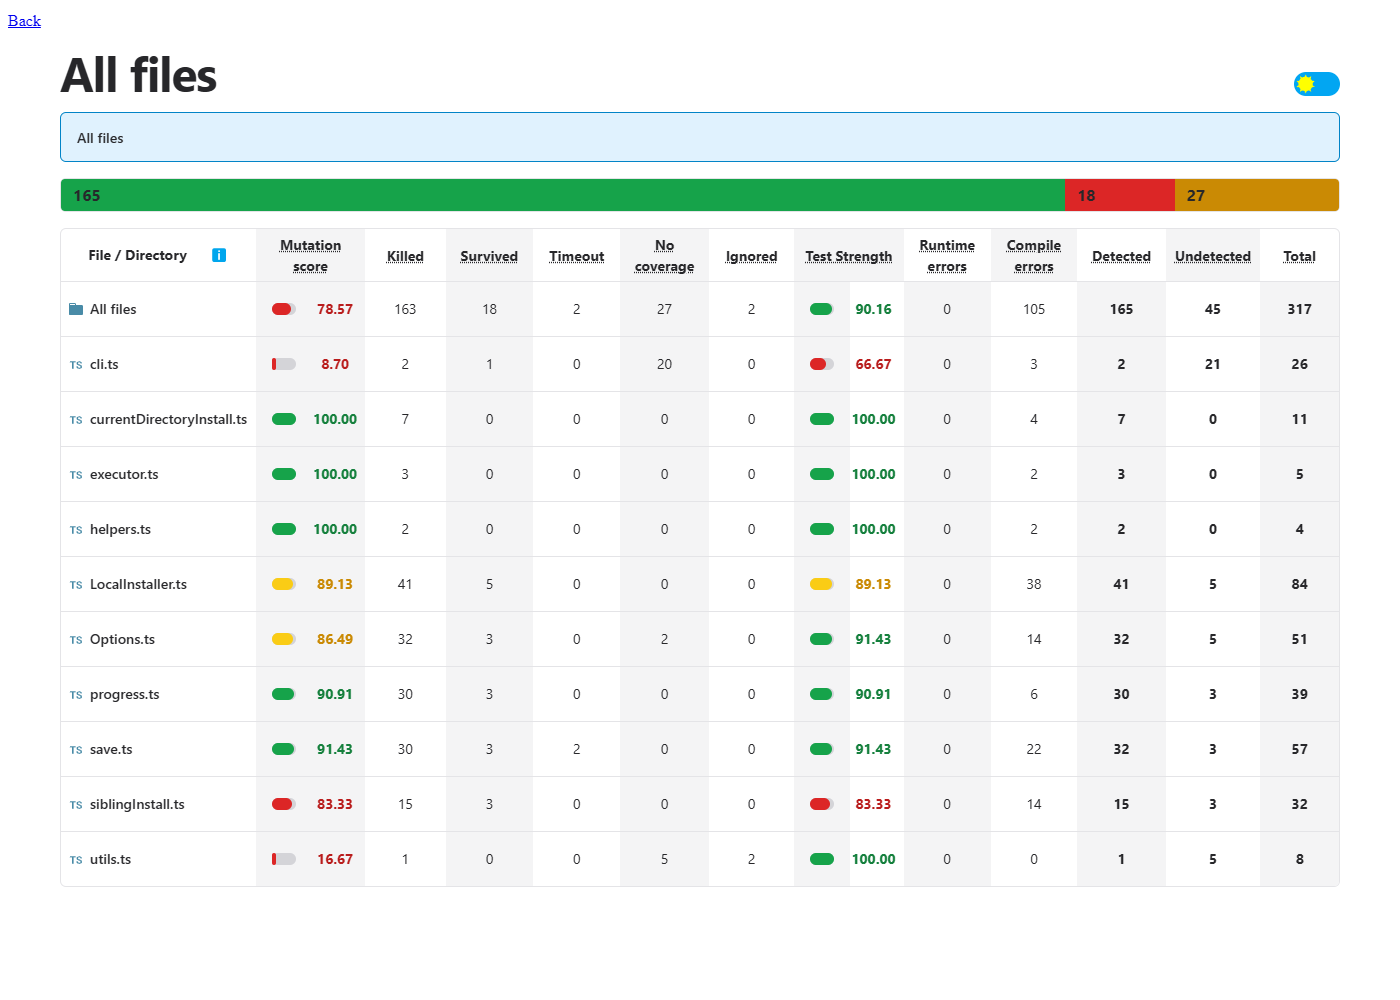 Back
All files
All files
165 18 27
File / Directory i Mutation score Killed Survived Timeout No coverage Ignored Test Strength Runtime errors Compile errors Detected Undetected Total
All files 78.57 163 18 2 27 2 90.16 0 105 165 45 317
TS cli.ts 8.70 2 1 0 20 0 66.67 0 3 2 21 26
TS currentDirectoryInstall.ts 100.00 7 0 0 0 0 100.00 0 4 7 0 11
TS executor.ts 100.00 3 0 0 0 0 100.00 0 2 3 0 5
TS helpers.ts 100.00 2 0 0 0 0 100.00 0 2 2 0 4
TS LocalInstaller.ts 89.13 41 5 0 0 0 89.13 0 38 41 5 84
TS Options.ts 86.49 32 3 0 2 0 91.43 0 14 32 5 51
TS progress.ts 90.91 30 3 0 0 0 90.91 0 6 30 3 39
TS save.ts 91.43 30 3 2 0 0 91.43 0 22 32 3 57
TS siblingInstall.ts 83.33 15 3 0 0 0 83.33 0 14 15 3 32
TS utils.ts 16.67 1 0 0 5 2 100.00 0 0 1 5 8